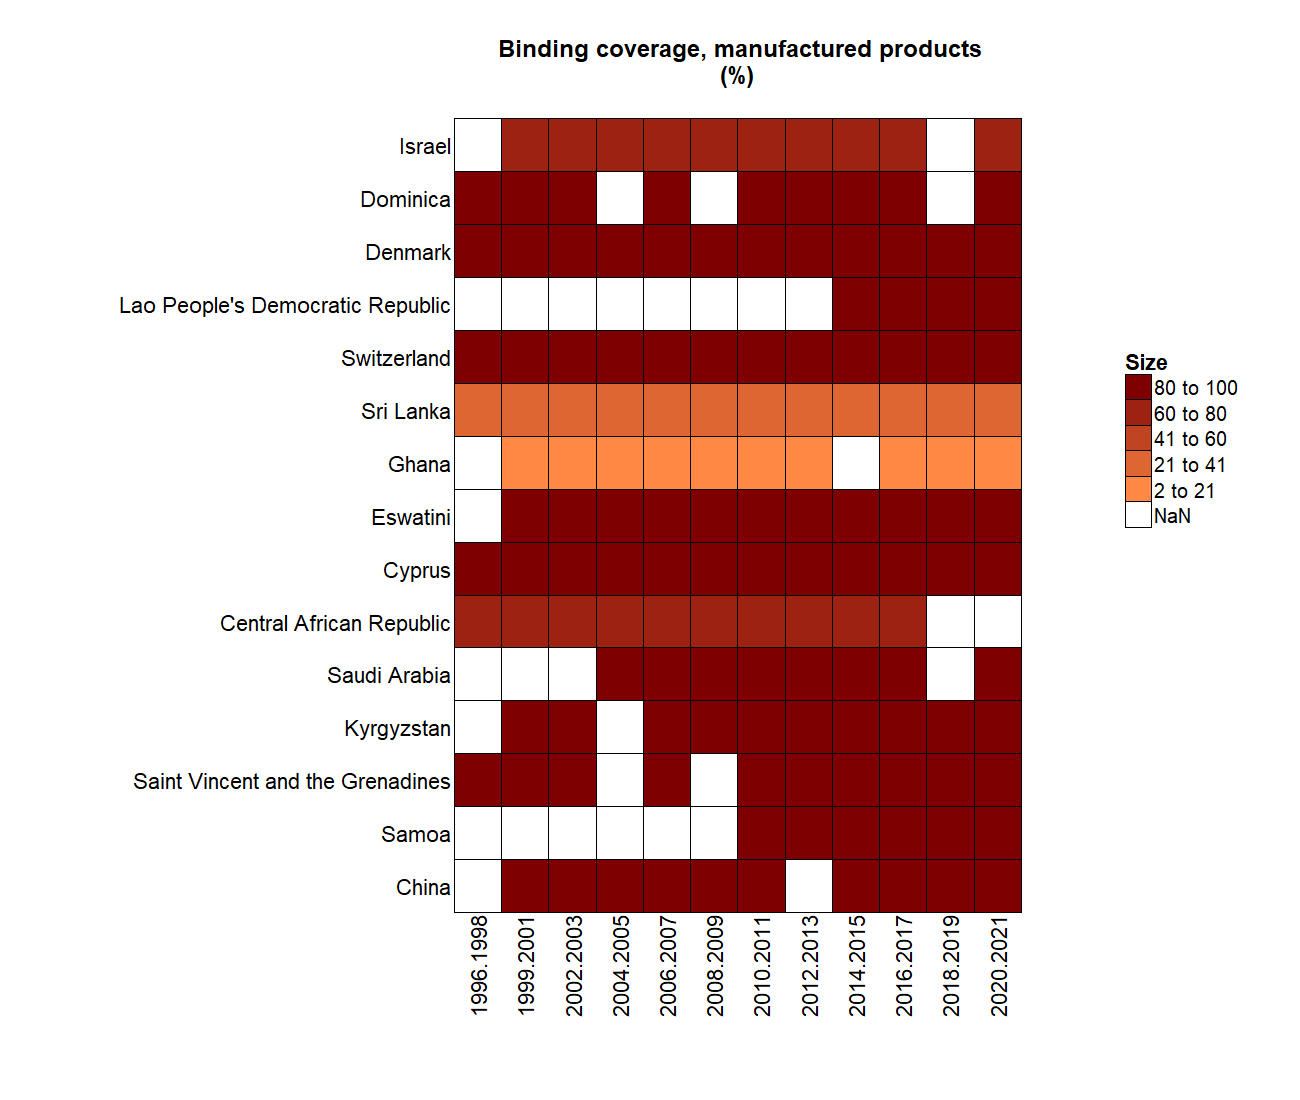 Binding coverage, manufactured products
(%)
Israel
Dominica
Denmark
Lao People's Democratic Republic
Switzerland
Sri Lanka
Ghana
Eswatini
Cyprus
Central African Republic
Saudi Arabia
Kyrgyzstan
Saint Vincent and the Grenadines
Samoa
China
1996.1998
1999.2001
2002.2003
2004.2005
2006.2007
2008.2009
2010.2011
2012.2013
2014.2015
2016.2017
2018.2019
2020.2021
Size
80 to 100
60 to 80
41 to 60
21 to 41
2 to 21
NaN